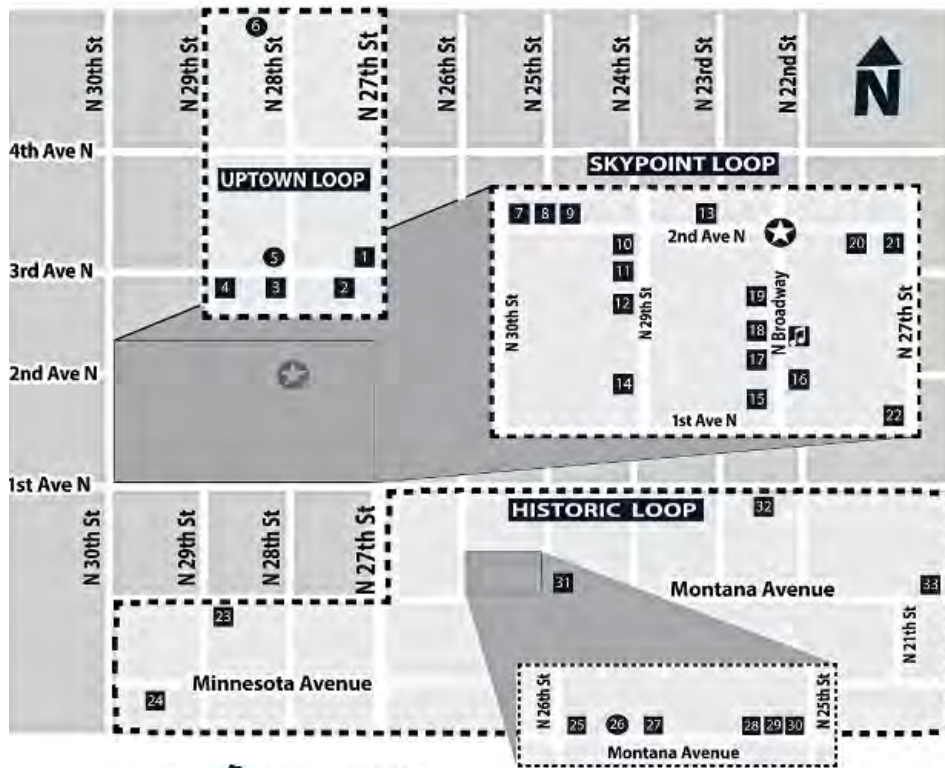 N 30th St
N 29th St
N 28th St
N 27th St
N 26th St
N 25th St
N 24th St
N 23rd St
N 22nd St
N
6
4th Ave N
UPTOWN LOOP
SKYPOINT LOOP
7 8 9
13
2nd Ave N
10
20 21
5
1
3rd Ave N
11
4 3 2
12
19
N 30th St
N 29th St
N Broadway
N 27th St
18
17
2nd Ave N
14
16
15
1st Ave N
22
1st Ave N
N 30th St
N 29th St
N 28th St
N 27th St
HISTORIC LOOP
32
31
Montana Avenue
33
23
N 21th St
Minnesota Avenue
24
N 26th St
25 26 27 28 29 30
N 25th St
Montana Avenue